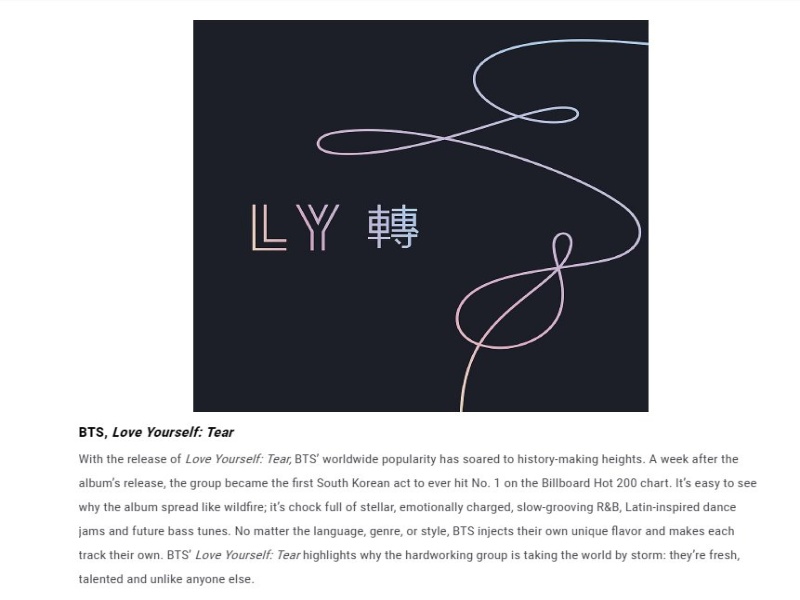 LY 轉
BTS, Love Yourself: Tear
With the release of Love Yourself: Tear, BTS’ worldwide popularity has soared to history-making heights. A week after the
album’s release, the group became the first South Korean act to ever hit No. 1 on the Billboard Hot 200 chart. It’s easy to see
why the album spread like wildfire; it’s chock full of stellar, emotionally charged, slow-grooving R&B, Latin-inspired dance
jams and future bass tunes. No matter the language, genre, or style, BTS injects their own unique flavor and makes each
track their own. BTS’ Love Yourself: Tear highlights why the hardworking group is taking the world by storm: they’re fresh,
talented and unlike anyone else.